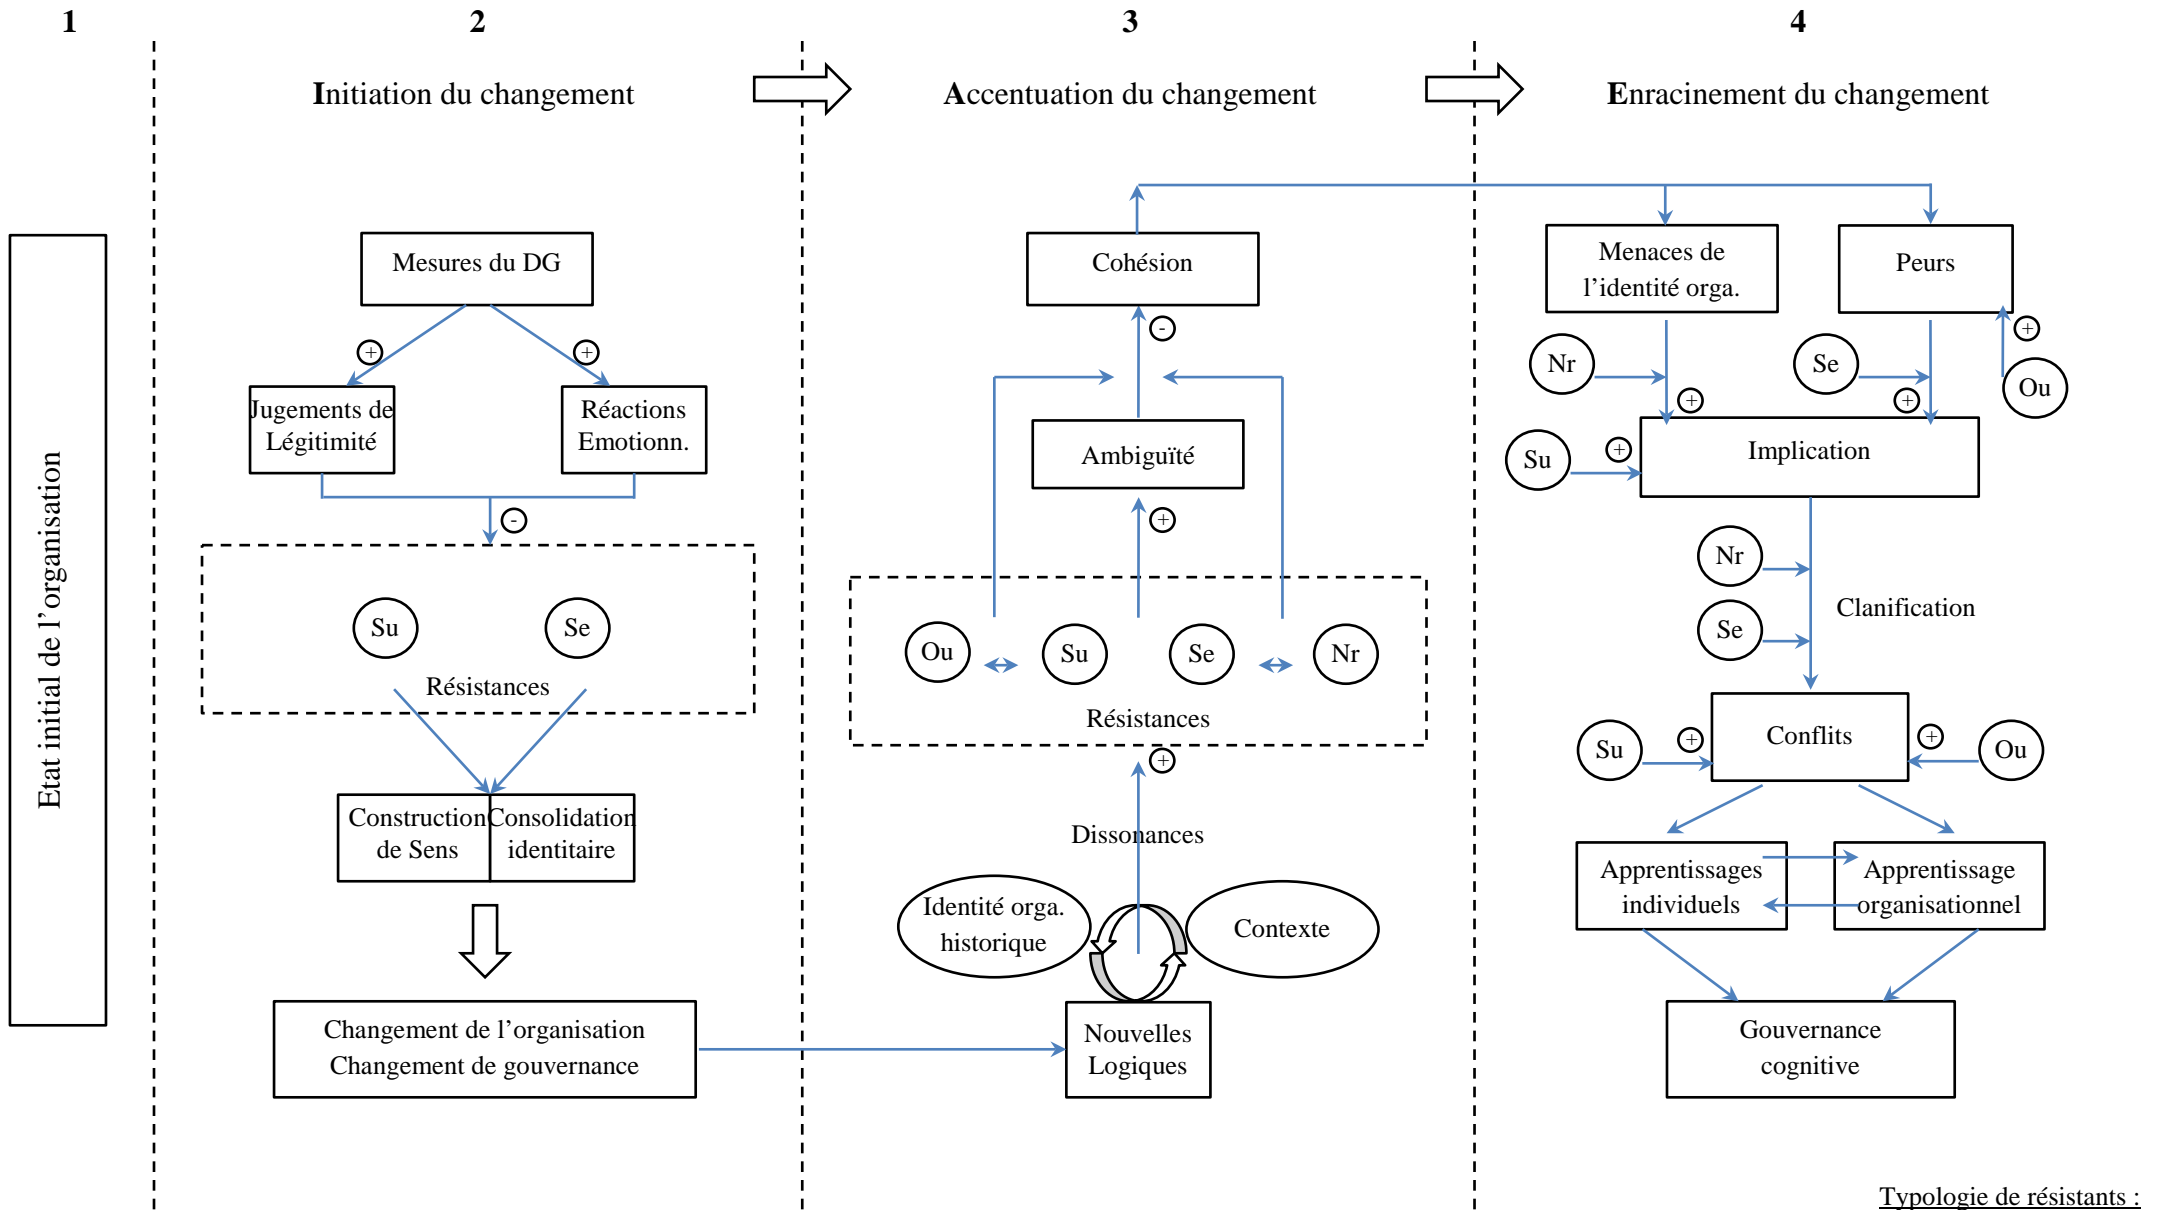 1
2
3
4
Initiation du changement
Accentuation du changement
Enracinement du changement
Etat initial de l'organisation
Mesures du DG
+
+
Jugements de
Légitimité
Réactions
Emotionn.
-
Su
Se
Résistances
Construction
de Sens
Consolidation
identitaire
Changement de l'organisation
Changement de gouvernance
Cohésion
-
Ambiguïté
+
Ou
Su
Se
Nr
Résistances
+
Dissonances
Identité orga.
historique
Contexte
Nouvelles
Logiques
Menaces de
l'identité orga.
Peurs
+
Nr
Se
Ou
+
+
Su
+
Implication
Nr
Clanification
Se
Su
+
Conflits
+
Ou
Apprentissages
individuels
Apprentissage
organisationnel
Gouvernance
cognitive
Typologie de résistants :